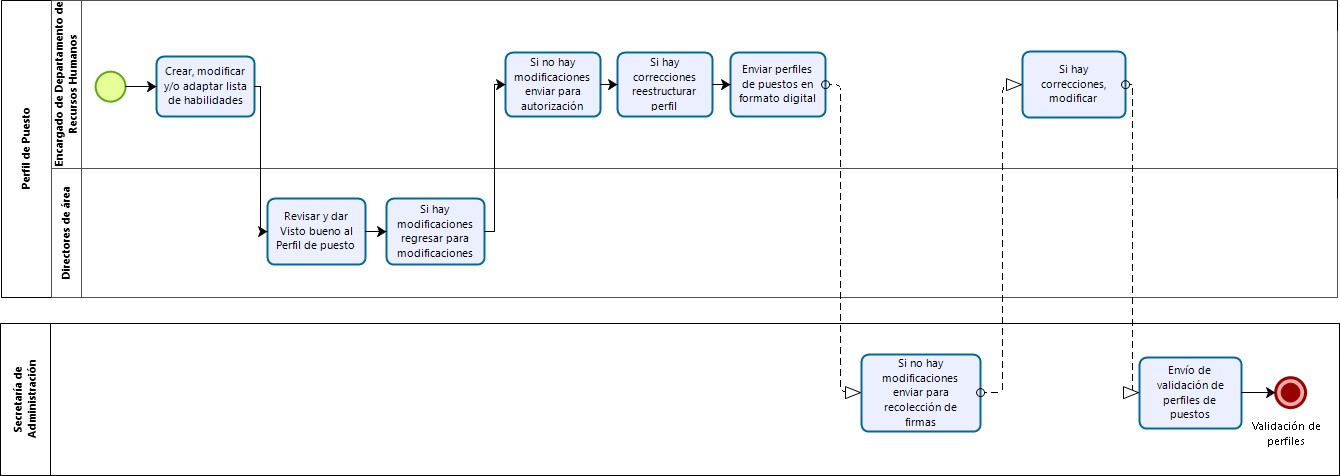 Perfil de Puesto
Encargado de Departamento de
Recursos Humanos
Crear, modificar
y/o adaptar lista
de habilidades
Si no hay
modificaciones
enviar para
autorización
Si hay
correcciones
reestructurar
perfil
Enviar perfiles
de puestos en
formato digital
Si hay
correcciones,
modificar
Directores de área
Revisar y dar
Visto bueno al
Perfil de puesto
Si hay
modificaciones
regresar para
modificaciones
Secretaría de
Administración
Si no hay
modificaciones
enviar para
recolección de
firmas
Envío de
validación de
perfiles de
puestos
Validación de
perfiles